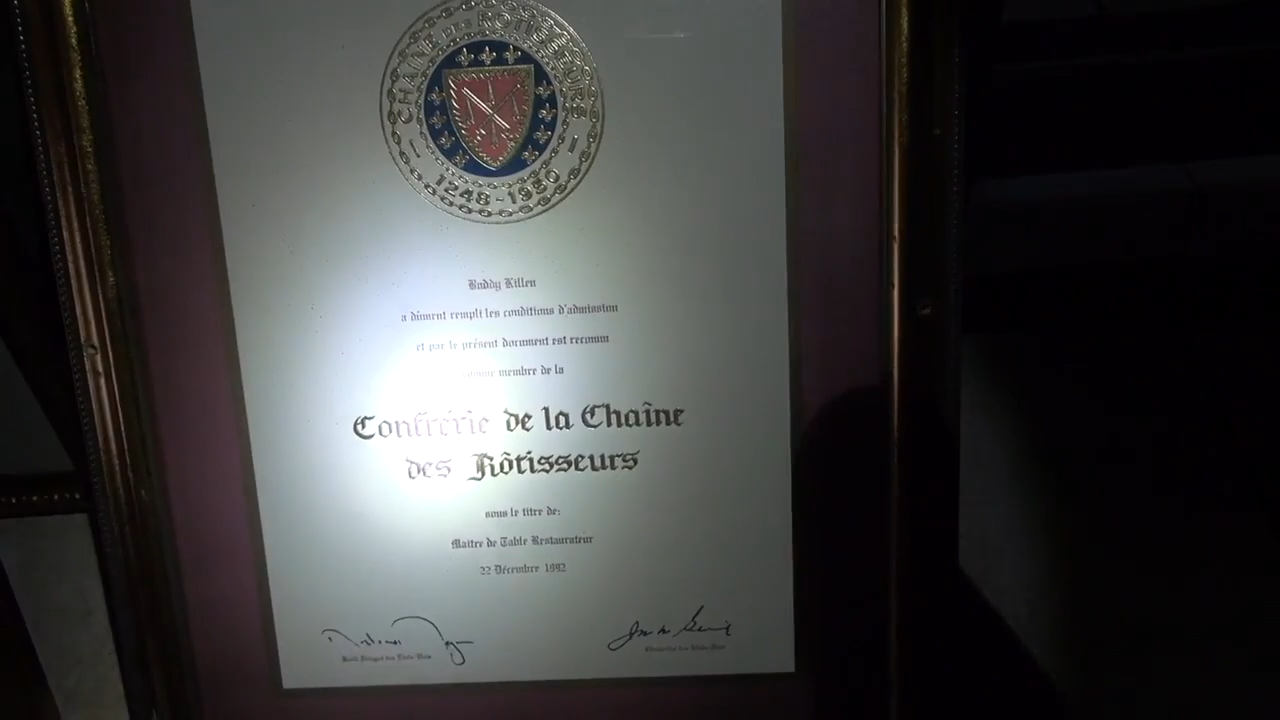 CHAINE DES ROTISSEURS
1248 - 1950
Buddy Killen
a dûment rempli les conditions d'admission
et par le présent document est reconnu
comme membre de la
Confrérie de la Chaîne
des Rôtisseurs
sous le titre de:
Maître de Table Restaurateur
22 Décembre 1992